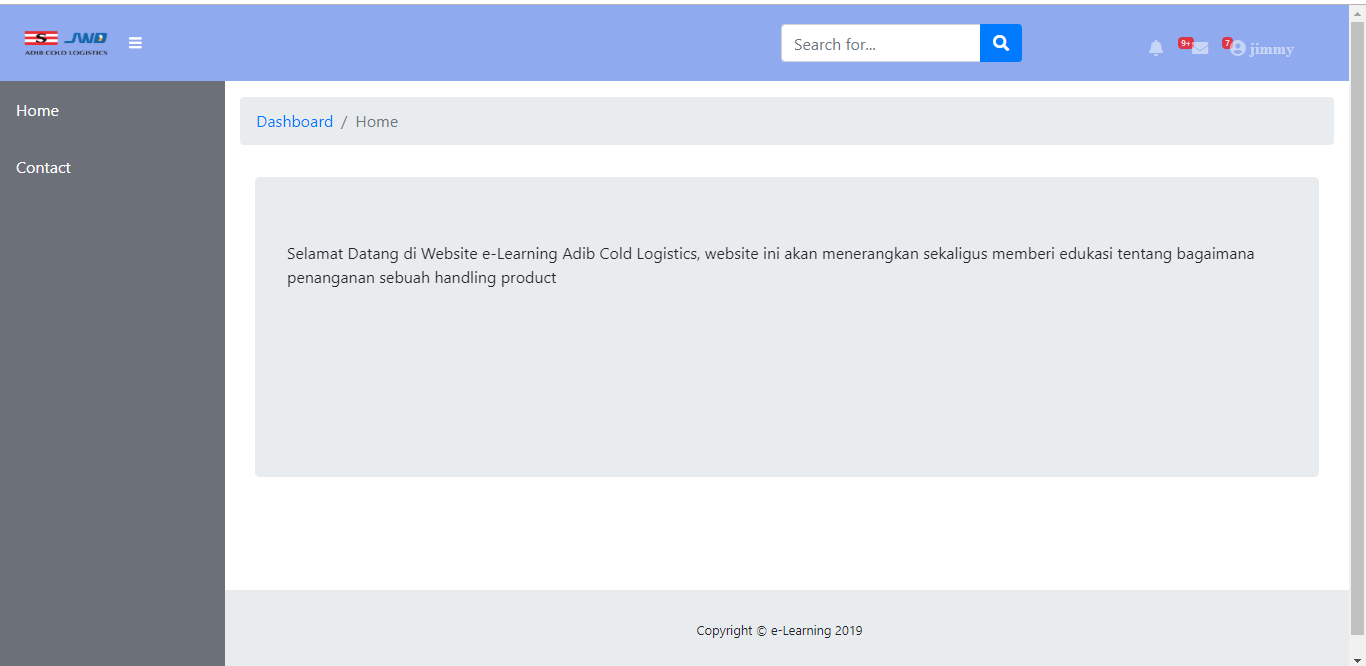 S JWD
ADIB COLD LOGISTICS
Search for...
9+
7
jimmy
Home
Contact
Dashboard / Home
Selamat Datang di Website e-Learning Adib Cold Logistics, website ini akan menerangkan sekaligus memberi edukasi tentang bagaimana
penanganan sebuah handling product
Copyright © e-Learning 2019